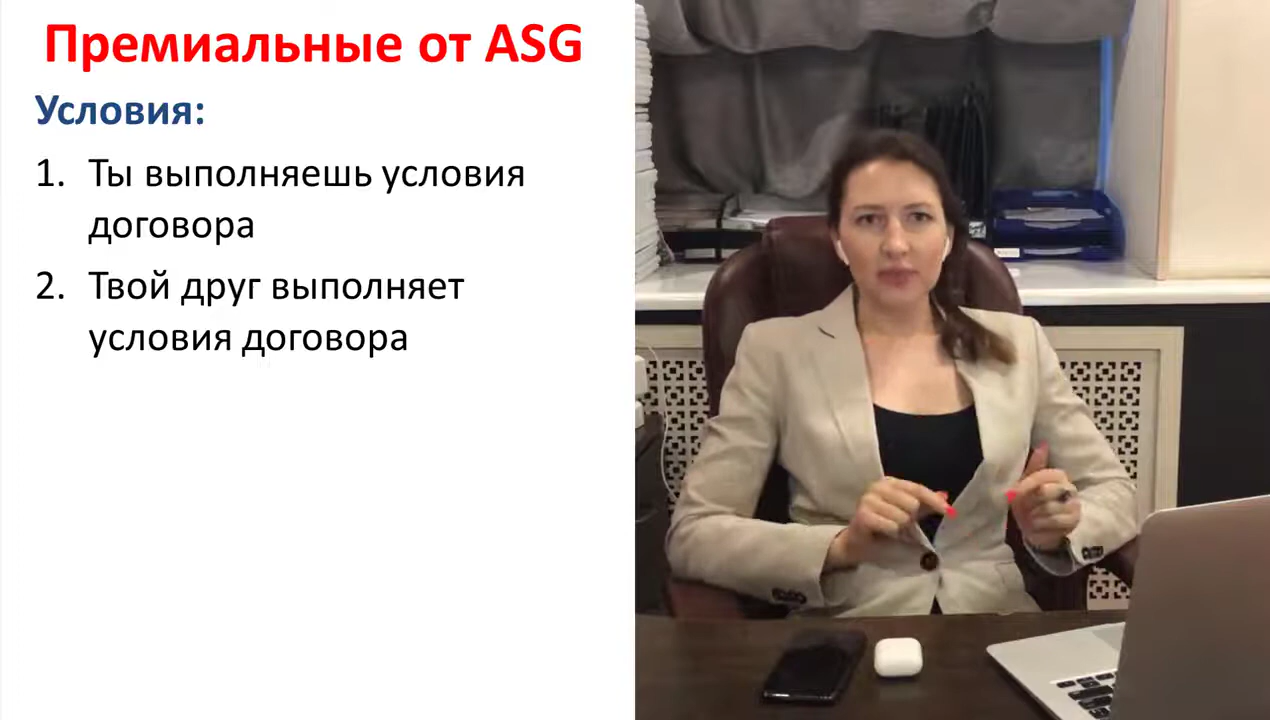 Премиальные от ASG
Условия:
1. Ты выполняешь условия
договора
2. Твой друг выполняет
условия договора